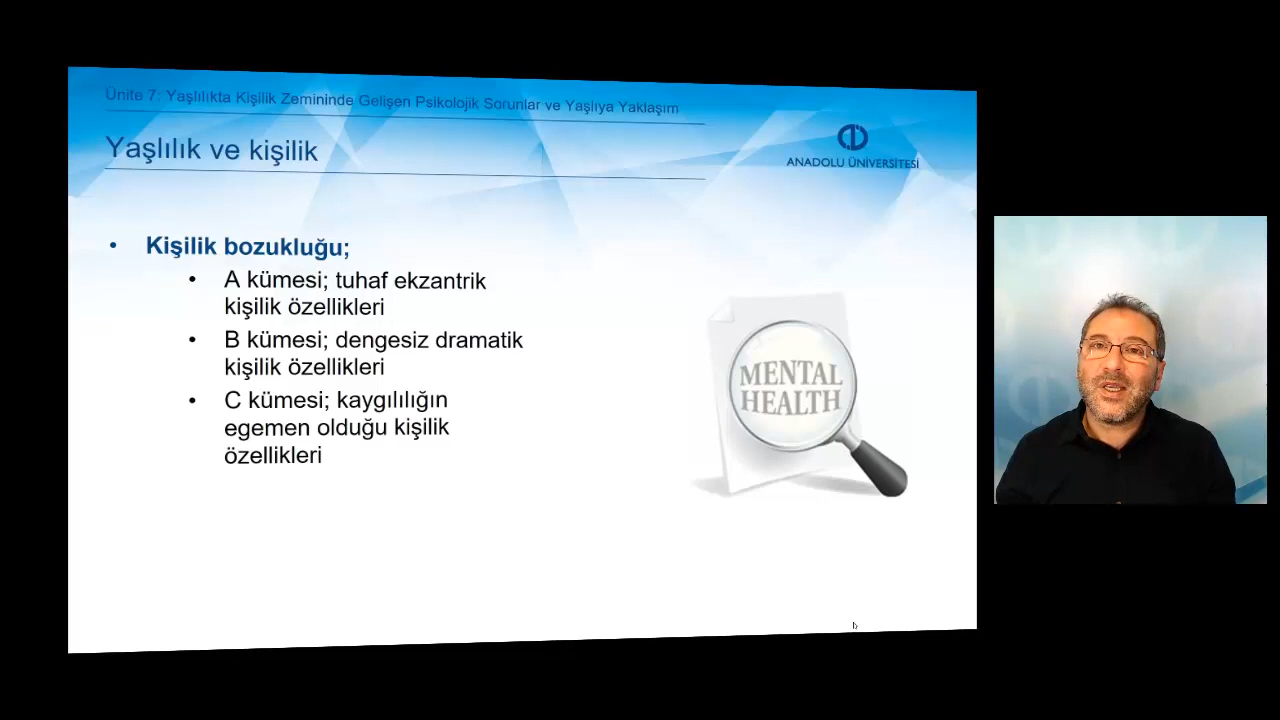 Ünite 7: Yaşlılıkta Kişilik Zemininde Gelişen Psikolojik Sorunlar ve Yaşlıya Yaklaşım
Yaşlılık ve kişilik
ANADOLU ÜNİVERSİTESİ
• Kişilik bozukluğu;
• A kümesi; tuhaf ekzantrik
kişilik özellikleri
• B kümesi; dengesiz dramatik
kişilik özellikleri
• C kümesi; kaygılılığın
egemen olduğu kişilik
özellikleri
MENTAL
HEALTH